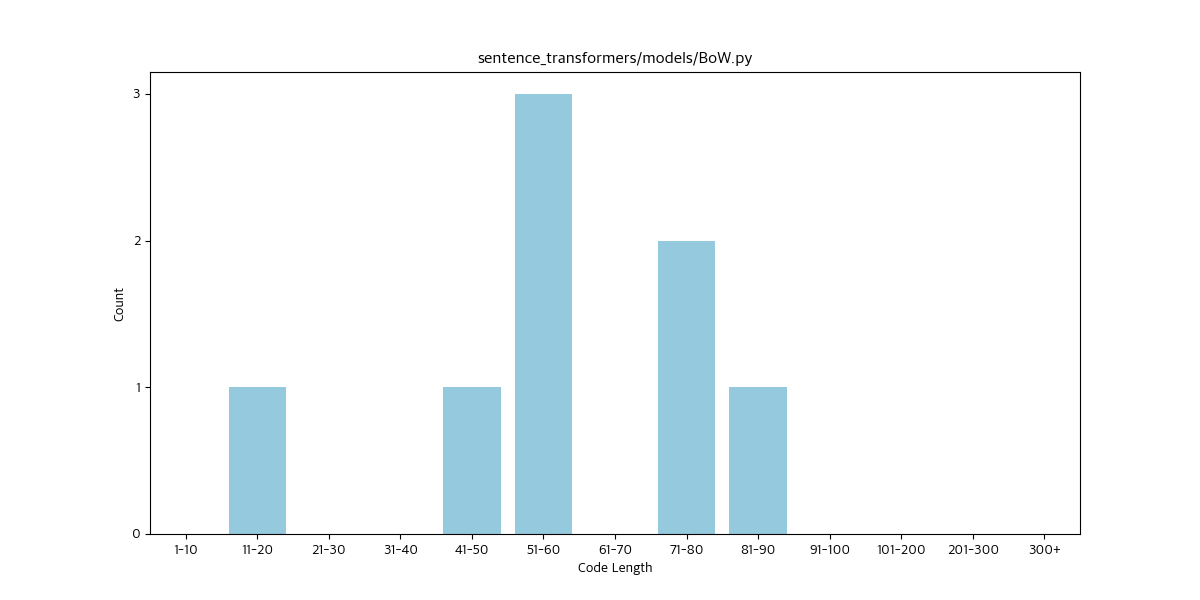 sentence_transformers/models/BoW.py
3
2
1
0
Count
1-10 11-20 21-30 31-40 41-50 51-60 61-70 71-80 81-90 91-100 101-200 201-300 300+
Code Length